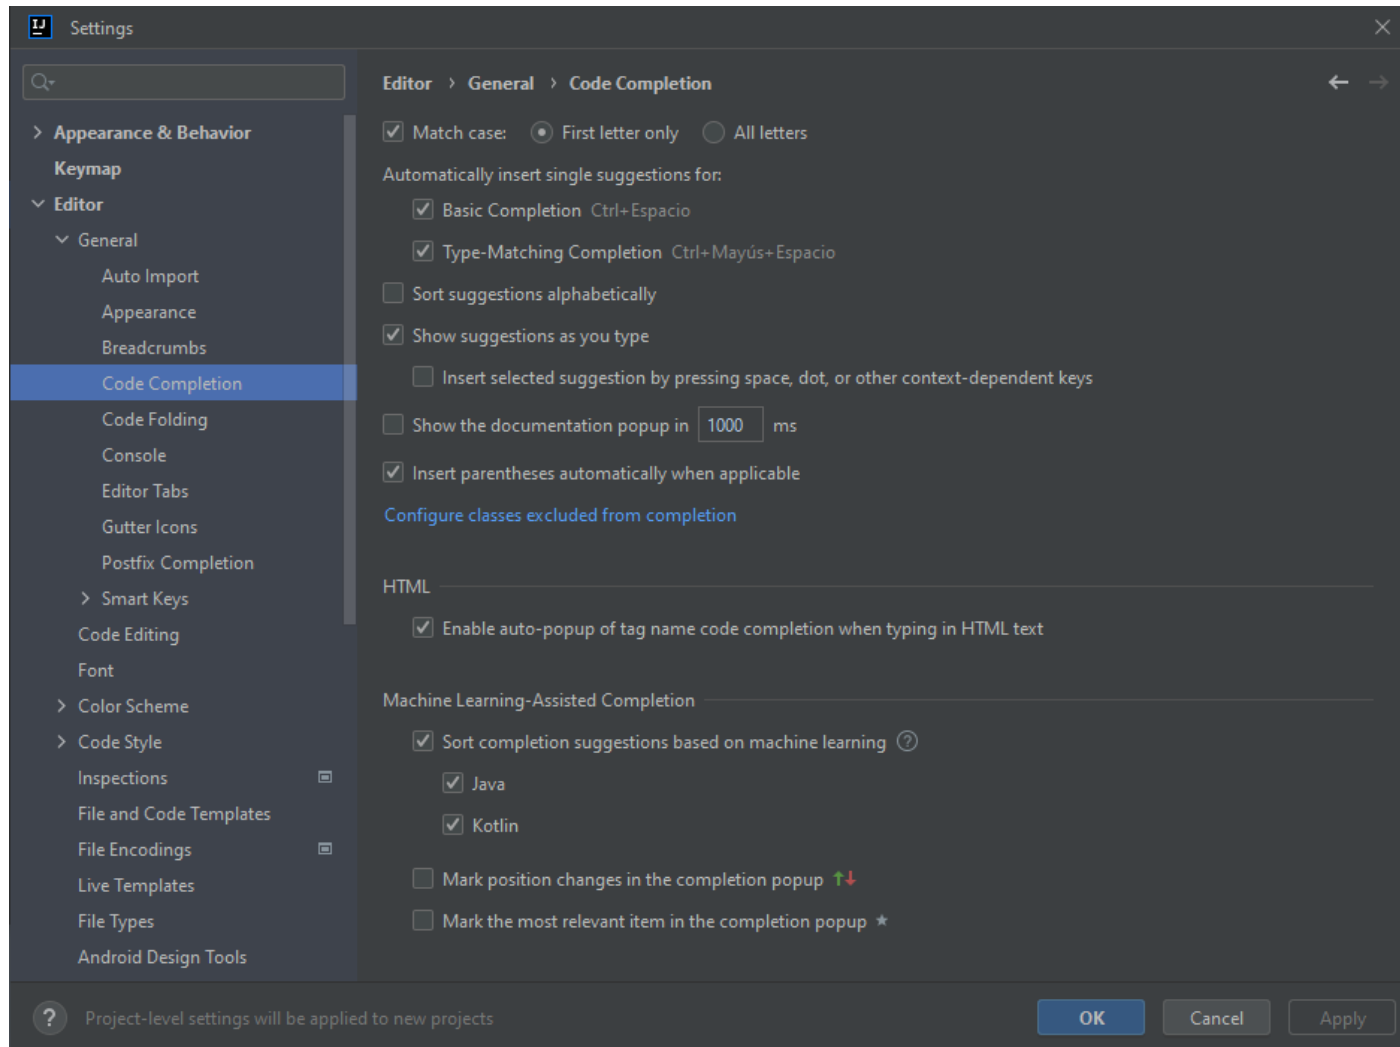 IJ
Settings
Appearance & Behavior
Keymap
Editor
General
Auto Import
Appearance
Breadcrumbs
Code Completion
Code Folding
Console
Editor Tabs
Gutter Icons
Postfix Completion
Smart Keys
Code Editing
Font
Color Scheme
Code Style
Inspections
File and Code Templates
File Encodings
Live Templates
File Types
Android Design Tools
Editor › General › Code Completion
Match case: First letter only All letters
Automatically insert single suggestions for:
Basic Completion Ctrl+Espacio
Type-Matching Completion Ctrl+Mayús+Espacio
Sort suggestions alphabetically
Show suggestions as you type
Insert selected suggestion by pressing space, dot, or other context-dependent keys
Show the documentation popup in 1000 ms
Insert parentheses automatically when applicable
Configure classes excluded from completion
HTML
Enable auto-popup of tag name code completion when typing in HTML text
Machine Learning-Assisted Completion
Sort completion suggestions based on machine learning ?
Java
Kotlin
Mark position changes in the completion popup
Mark the most relevant item in the completion popup
? Project-level settings will be applied to new projects
OK Cancel Apply